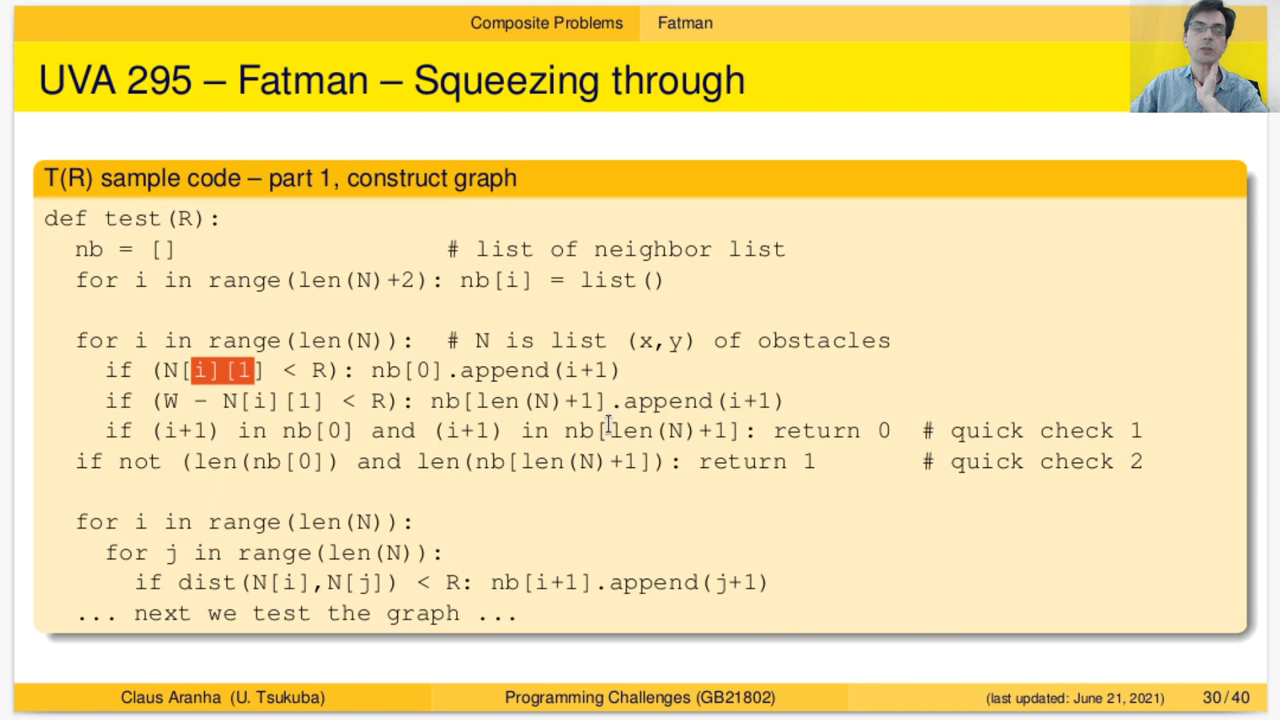 Composite Problems Fatman
UVA 295 – Fatman – Squeezing through
T(R) sample code – part 1, construct graph
def test(R):
nb = [] # list of neighbor list
for i in range(len(N)+2): nb[i] = list()
for i in range(len(N)): # N is list (x,y) of obstacles
if (N[i][1] < R): nb[0].append(i+1)
if (W - N[i][1] < R): nb[len(N)+1].append(i+1)
if (i+1) in nb[0] and (i+1) in nb[len(N)+1]: return 0 # quick check 1
if not (len(nb[0]) and len(nb[len(N)+1]): return 1 # quick check 2
for i in range(len(N)):
for j in range(len(N)):
if dist(N[i],N[j]) < R: nb[i+1].append(j+1)
... next we test the graph ...
Claus Aranha (U. Tsukuba) Programming Challenges (GB21802) (last updated: June 21, 2021) 30 / 40